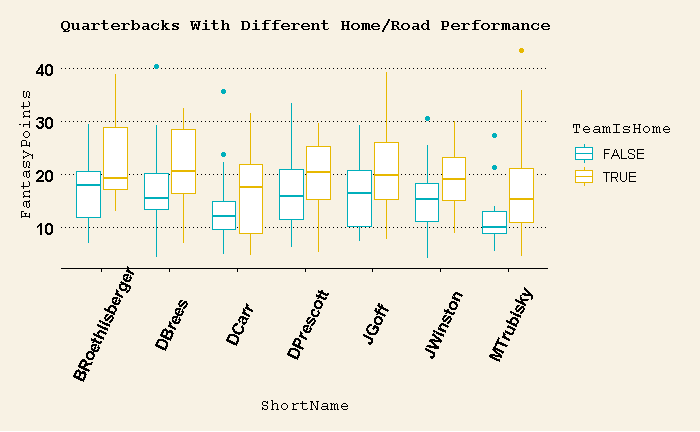 Quarterbacks With Different Home/Road Performance
FantasyPoints
40
30
20
10
BRoethlisberger
DBrees
DCarr
DPrescott
JGoff
JWinston
MTrubisky
ShortName
TeamIsHome
FALSE
TRUE